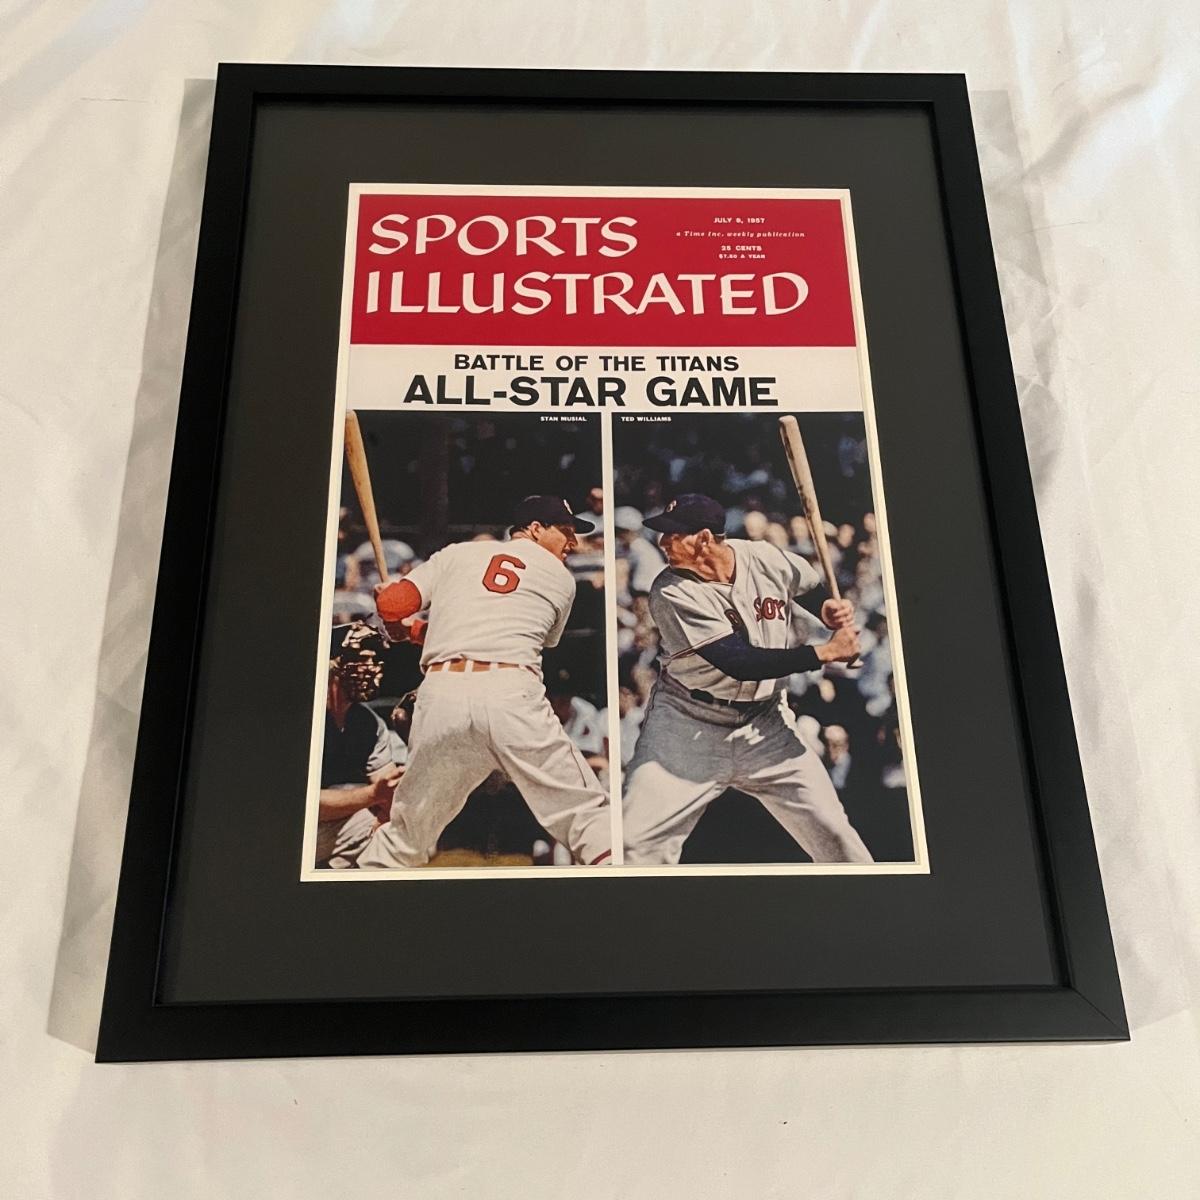 SPORTS
ILLUSTRATED
JULY 8, 1957
a Time Inc. weekly publication
25 CENTS
$7.50 A YEAR
BATTLE OF THE TITANS
ALL-STAR GAME
STAN MUSIAL
TED WILLIAMS
6
SOX